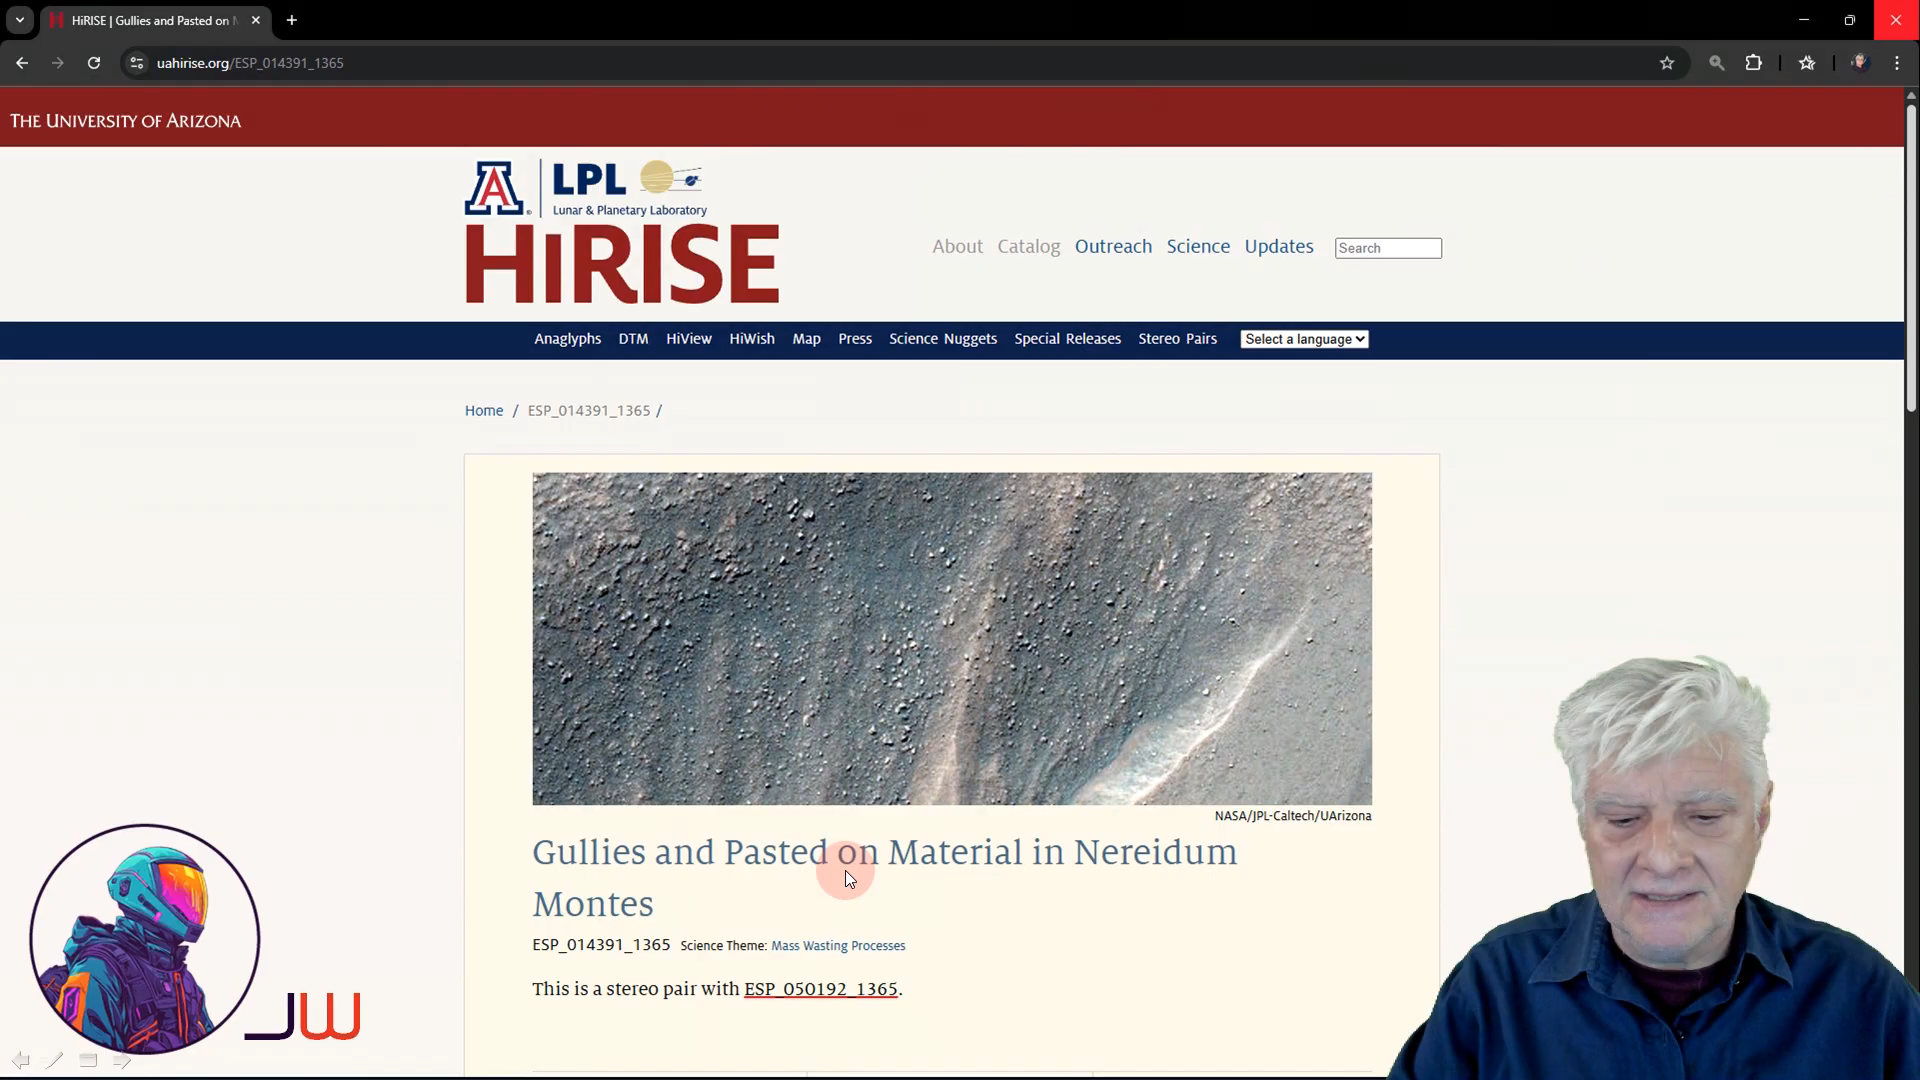 HiRISE | Gullies and Pasted on
uahirise.org/ESP_014391_1365
THE UNIVERSITY OF ARIZONA
A
LPL
Lunar & Planetary Laboratory
HiRISE
About Catalog Outreach Science Updates Search
Anaglyphs DTM HiView HiWish Map Press Science Nuggets Special Releases Stereo Pairs Select a language
Home / ESP_014391_1365 /
NASA/JPL-Caltech/UArizona
Gullies and Pasted on Material in Nereidum
Montes
ESP_014391_1365 Science Theme: Mass Wasting Processes
This is a stereo pair with ESP_050192_1365.
JW